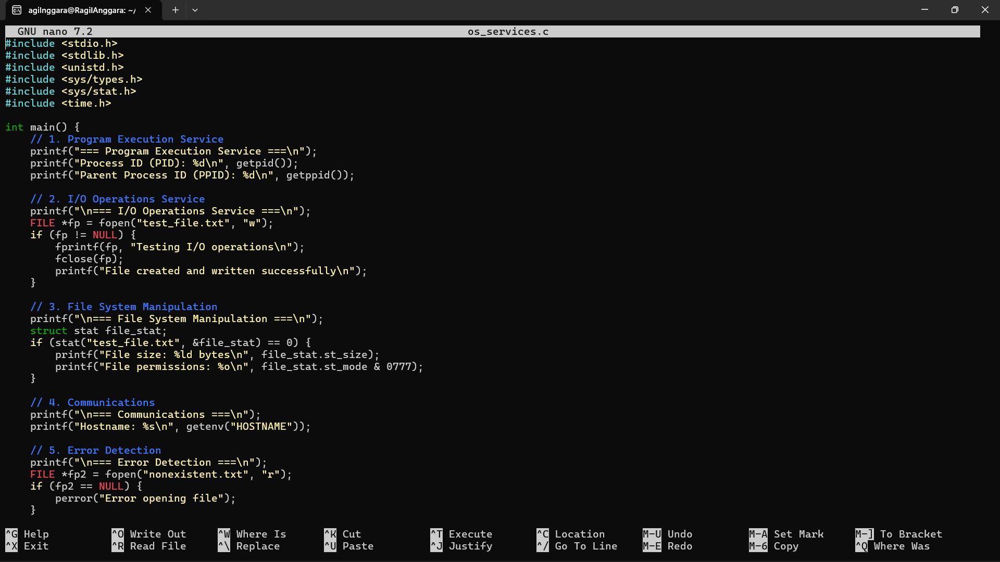 agilnggara@RagilAnggara: ~/
GNU nano 7.2 os_services.c
#include <stdio.h>
#include <stdlib.h>
#include <unistd.h>
#include <sys/types.h>
#include <sys/stat.h>
#include <time.h>

int main() {
    // 1. Program Execution Service
    printf("=== Program Execution Service ===\n");
    printf("Process ID (PID): %d\n", getpid());
    printf("Parent Process ID (PPID): %d\n", getppid());

    // 2. I/O Operations Service
    printf("\n=== I/O Operations Service ===\n");
    FILE *fp = fopen("test_file.txt", "w");
    if (fp != NULL) {
        fprintf(fp, "Testing I/O operations\n");
        fclose(fp);
        printf("File created and written successfully\n");
    }

    // 3. File System Manipulation
    printf("\n=== File System Manipulation ===\n");
    struct stat file_stat;
    if (stat("test_file.txt", &file_stat) == 0) {
        printf("File size: %ld bytes\n", file_stat.st_size);
        printf("File permissions: %o\n", file_stat.st_mode & 0777);
    }

    // 4. Communications
    printf("\n=== Communications ===\n");
    printf("Hostname: %s\n", getenv("HOSTNAME"));

    // 5. Error Detection
    printf("\n=== Error Detection ===\n");
    FILE *fp2 = fopen("nonexistent.txt", "r");
    if (fp2 == NULL) {
        perror("Error opening file");
    }

^G Help ^O Write Out ^W Where Is ^K Cut ^T Execute ^C Location M-U Undo M-A Set Mark M-] To Bracket
^X Exit ^R Read File ^\ Replace ^U Paste ^J Justify ^/ Go To Line M-E Redo M-6 Copy ^Q Where Was